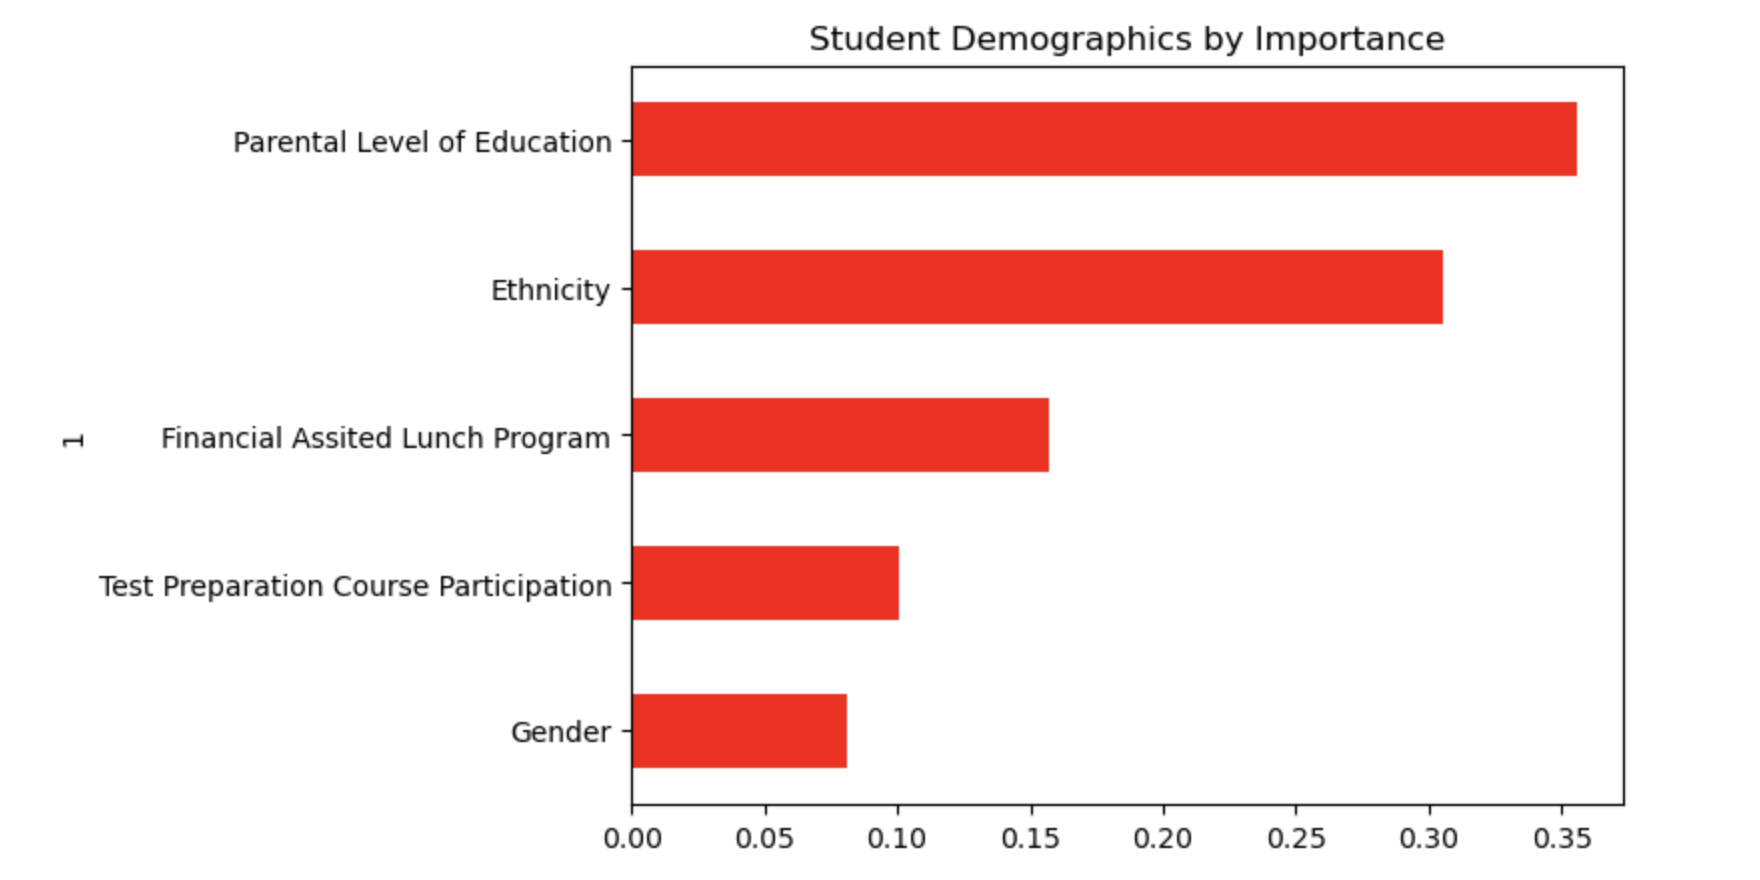 Student Demographics by Importance
Parental Level of Education
Ethnicity
Financial Assited Lunch Program
Test Preparation Course Participation
Gender
1
0.00 0.05 0.10 0.15 0.20 0.25 0.30 0.35